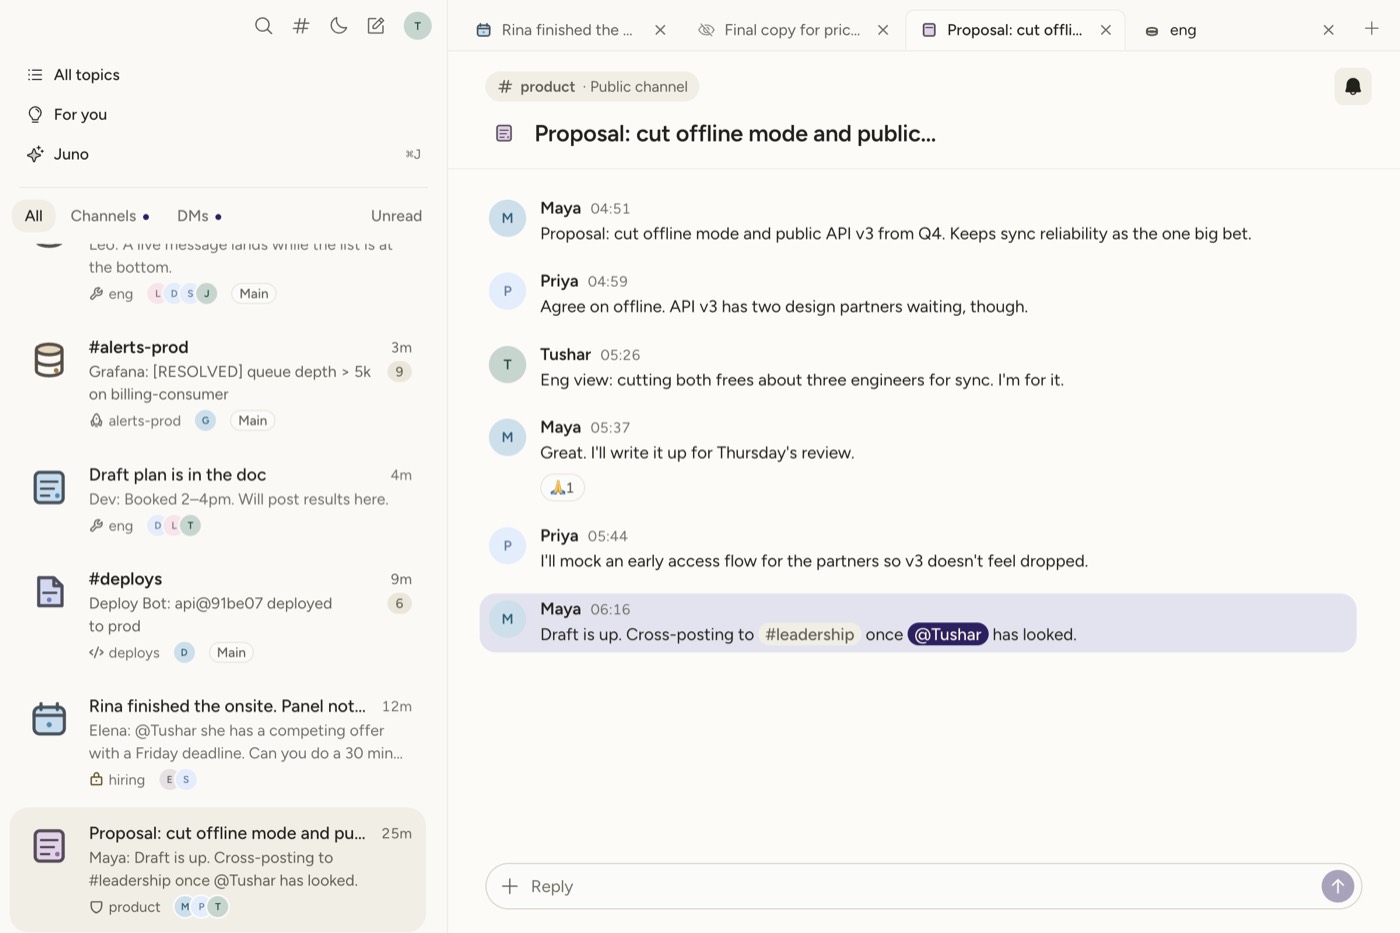 T
All topics
For you
Juno
⌘J
All
Channels
DMs
Unread
Leo: A live message lands while the list is at
the bottom.
eng
L D S J
Main
#alerts-prod
3m
Grafana: [RESOLVED] queue depth > 5k
9
on billing-consumer
alerts-prod
G
Main
Draft plan is in the doc
4m
Dev: Booked 2–4pm. Will post results here.
eng
D L T
#deploys
9m
Deploy Bot: api@91be07 deployed
6
to prod
deploys
D
Main
Rina finished the onsite. Panel not...
12m
Elena: @Tushar she has a competing offer
with a Friday deadline. Can you do a 30 min...
hiring
E S
Proposal: cut offline mode and pu...
25m
Maya: Draft is up. Cross-posting to
#leadership once @Tushar has looked.
product
M P T
Rina finished the ...
Final copy for pric...
Proposal: cut offli...
eng
# product · Public channel
Proposal: cut offline mode and public...
M
Maya 04:51
Proposal: cut offline mode and public API v3 from Q4. Keeps sync reliability as the one big bet.
P
Priya 04:59
Agree on offline. API v3 has two design partners waiting, though.
T
Tushar 05:26
Eng view: cutting both frees about three engineers for sync. I'm for it.
M
Maya 05:37
Great. I'll write it up for Thursday's review.
🙏1
P
Priya 05:44
I'll mock an early access flow for the partners so v3 doesn't feel dropped.
M
Maya 06:16
Draft is up. Cross-posting to #leadership once @Tushar has looked.
Reply